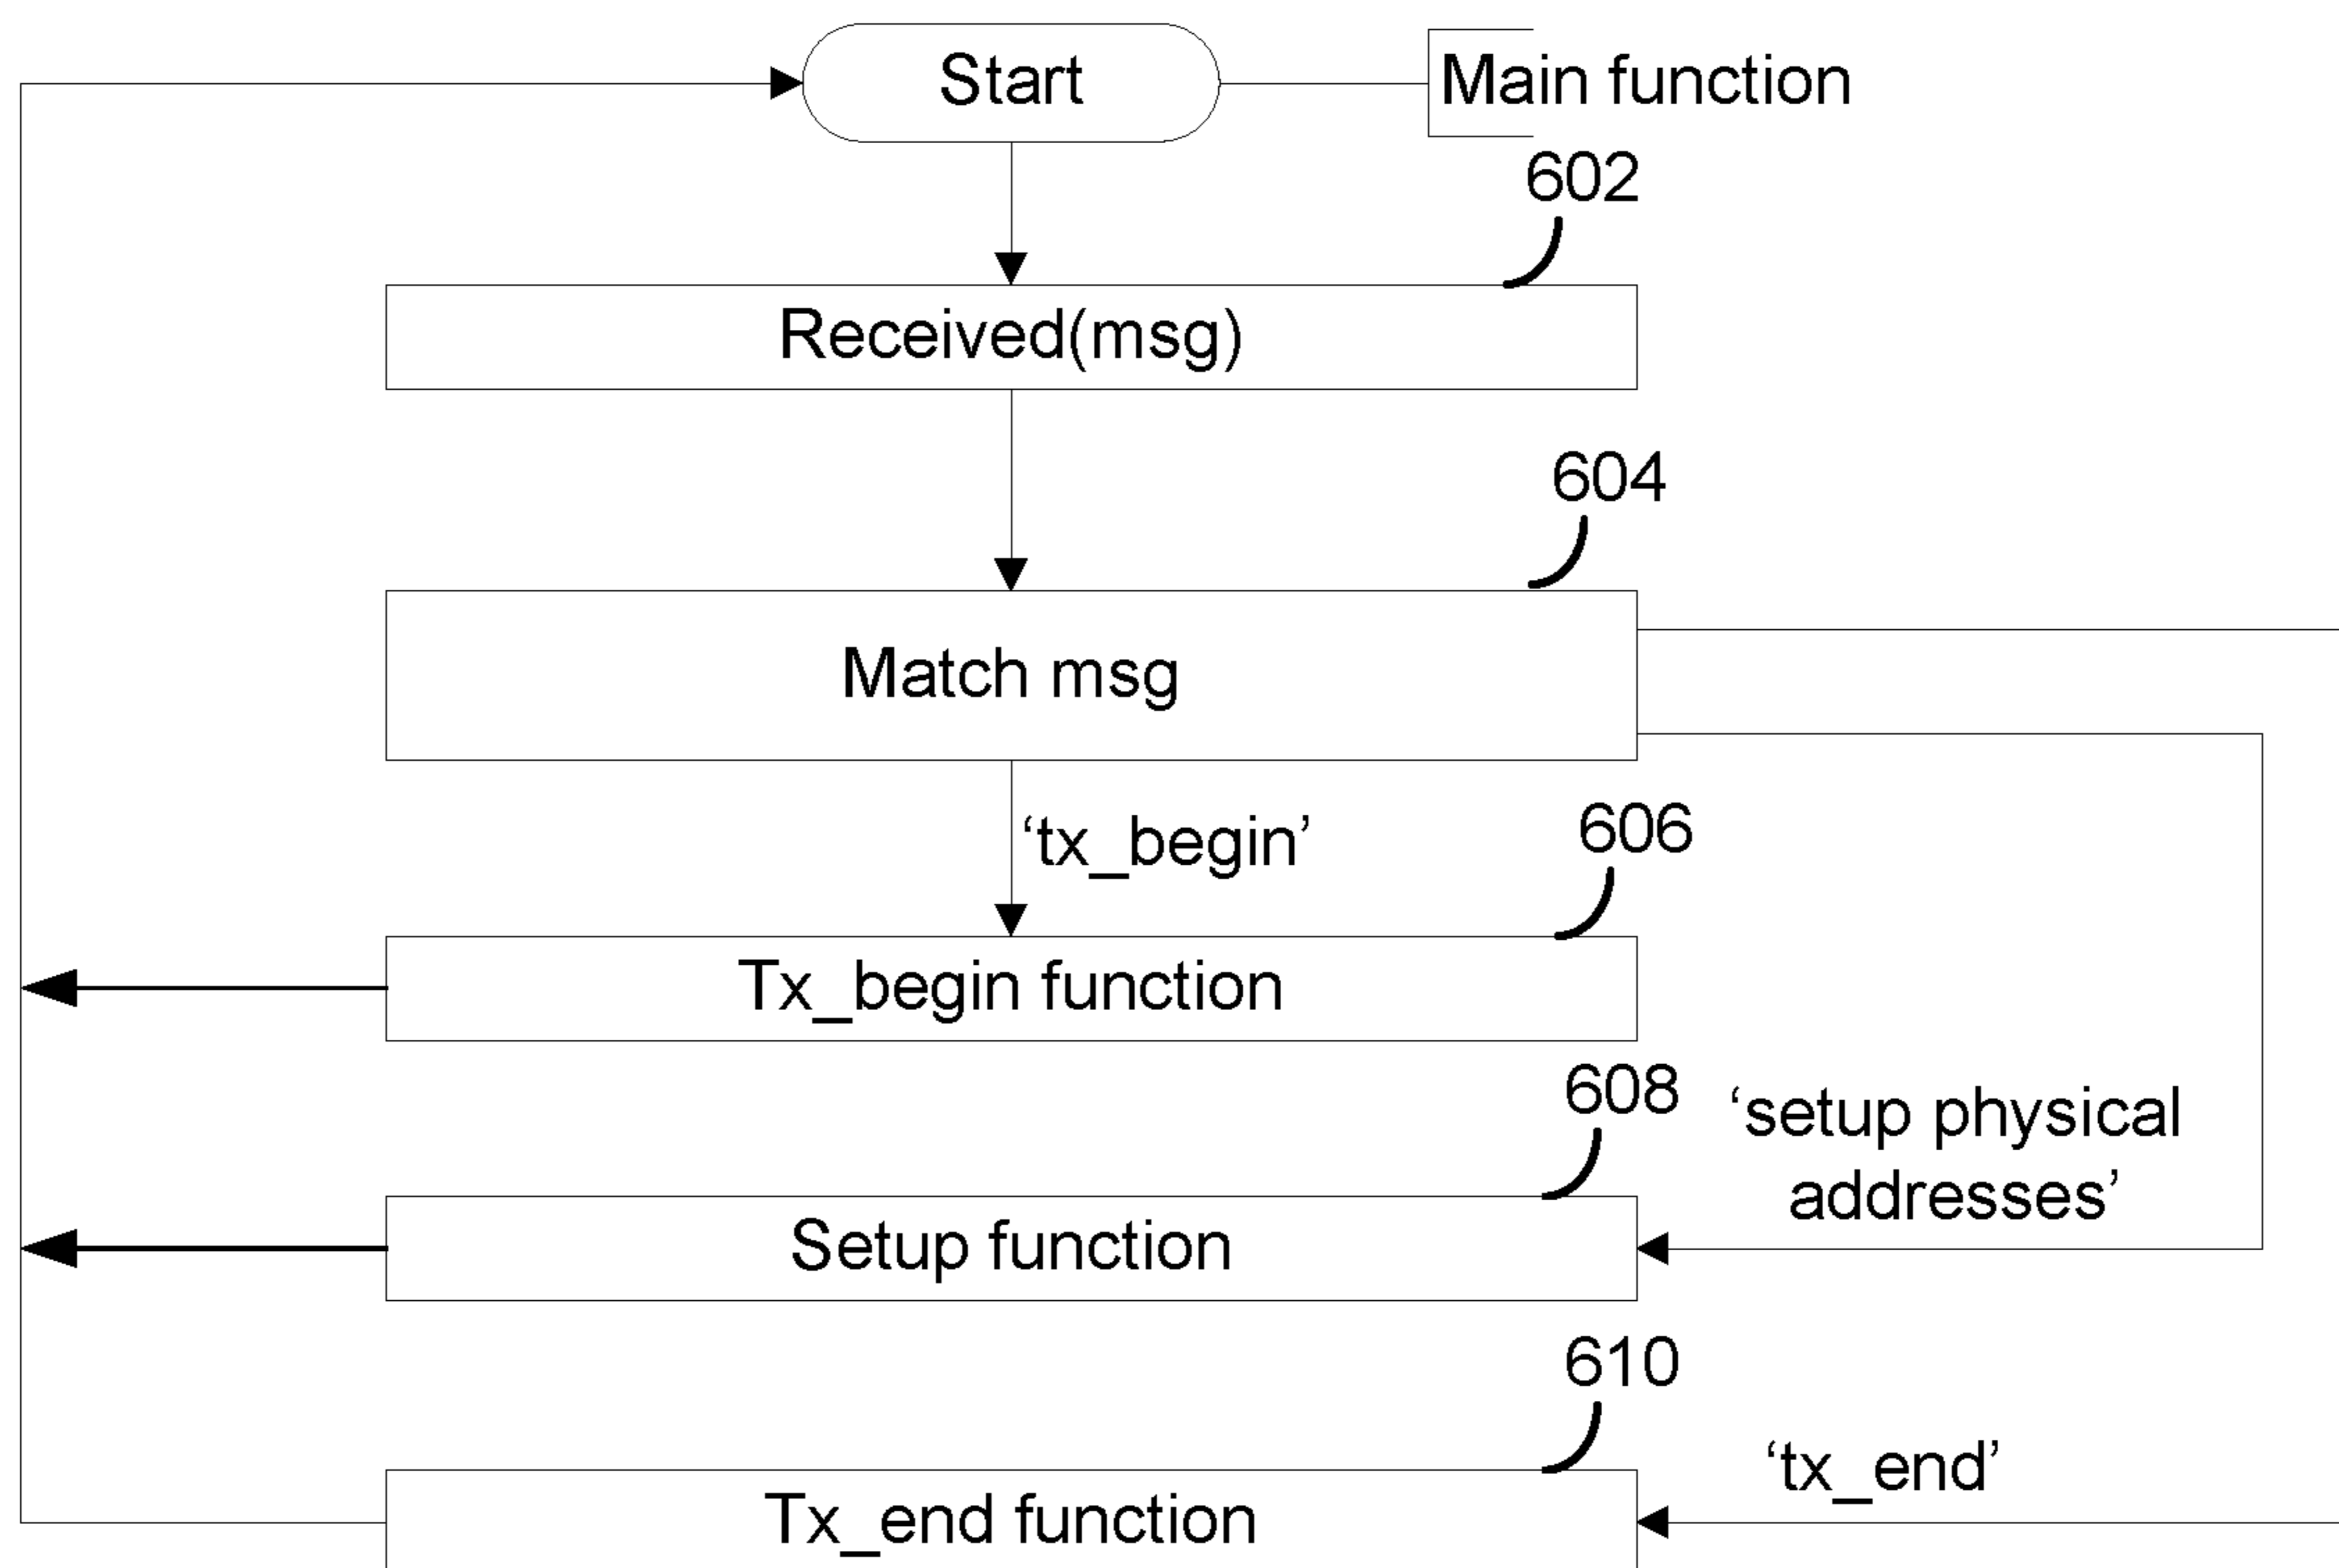 Start
Main function
602
Received(msg)
604
Match msg
‘tx_begin’
606
Tx_begin function
608
‘setup physical
addresses’
Setup function
610
‘tx_end’
Tx_end function